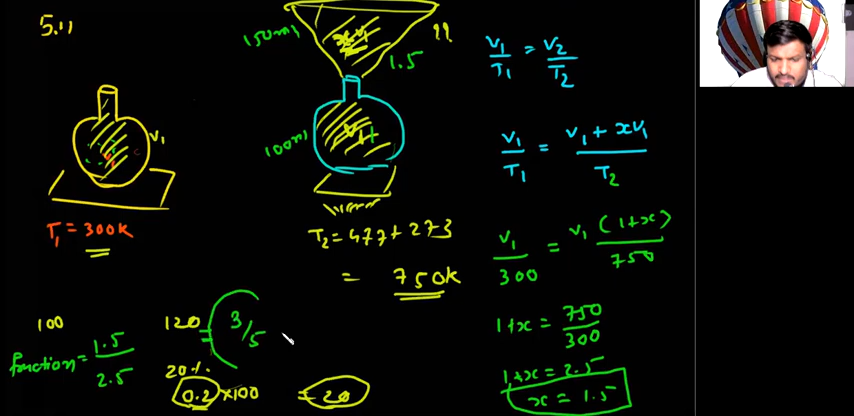 5.11
V1
T1 = 300K
150ml
xv1
1.5
??
100ml
V1
T2 = 477 + 273
= 750K
V1/T1 = V2/T2
V1/T1 = V1 + xV1/T2
V1/300 = V1 (1+x)/750
1+x = 750/300
1+x = 2.5
x = 1.5
100
fraction = 1.5/2.5
120 = 3/5
20%
0.2 × 100 = 20